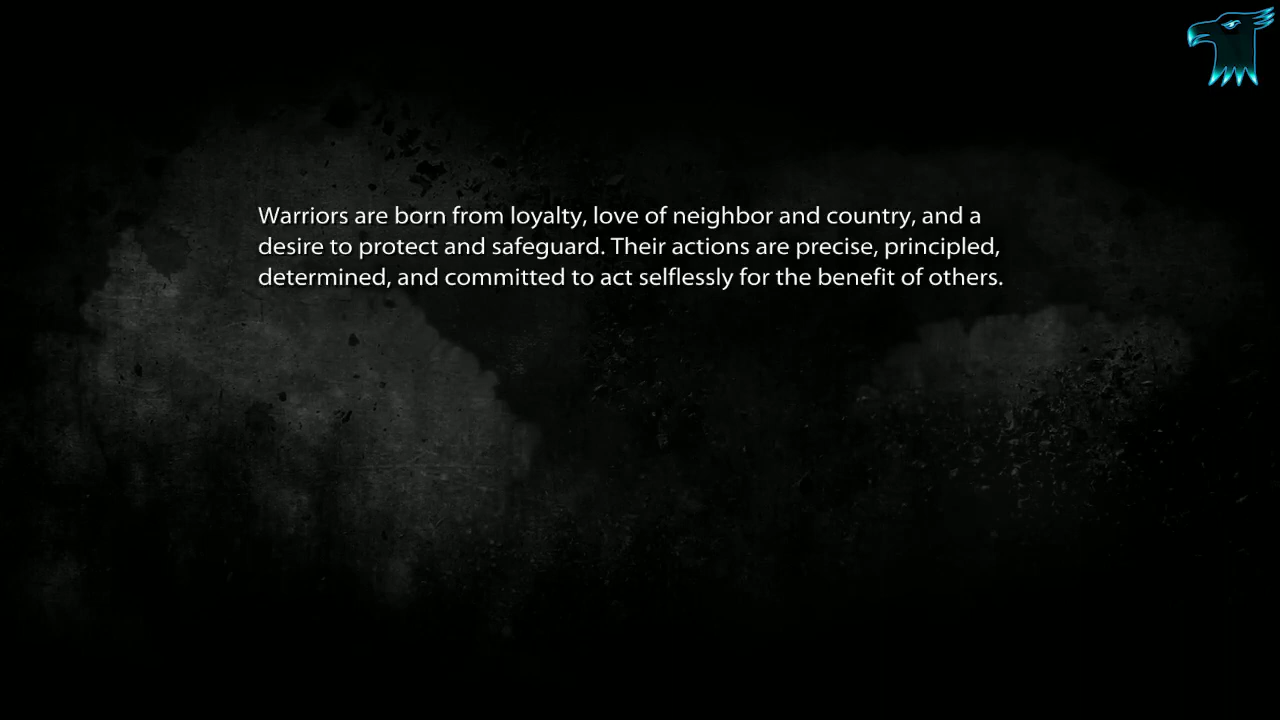 Warriors are born from loyalty, love of neighbor and country, and a
desire to protect and safeguard. Their actions are precise, principled,
determined, and committed to act selflessly for the benefit of others.